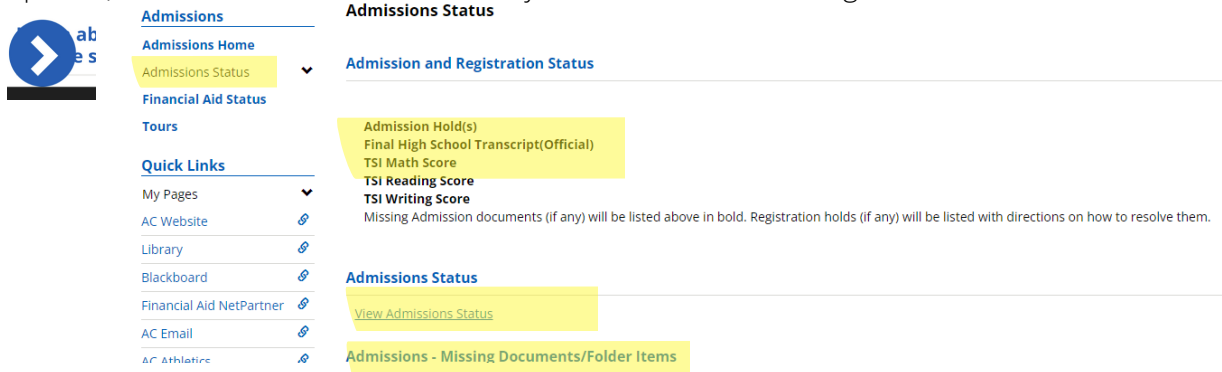 Admissions
Admissions Home
Admissions Status
Financial Aid Status
Tours
Quick Links
My Pages
AC Website
Library
Blackboard
Financial Aid NetPartner
AC Email
AC Athletics
Admissions Status
Admission and Registration Status
Admission Hold(s)
Final High School Transcript(Official)
TSI Math Score
TSI Reading Score
TSI Writing Score
Missing Admission documents (if any) will be listed above in bold. Registration holds (if any) will be listed with directions on how to resolve them.
Admissions Status
View Admissions Status
Admissions - Missing Documents/Folder Items